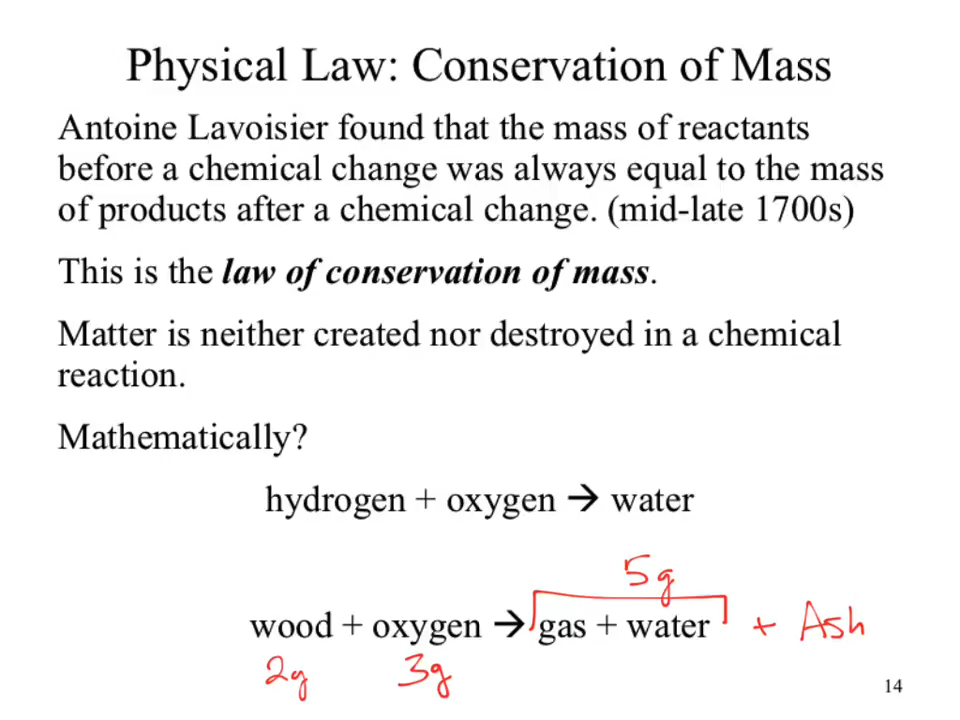 Physical Law: Conservation of Mass
Antoine Lavoisier found that the mass of reactants
before a chemical change was always equal to the mass
of products after a chemical change. (mid-late 1700s)
This is the law of conservation of mass.
Matter is neither created nor destroyed in a chemical
reaction.
Mathematically?
hydrogen + oxygen → water
5g
wood + oxygen → gas + water + Ash
2g 3g
14